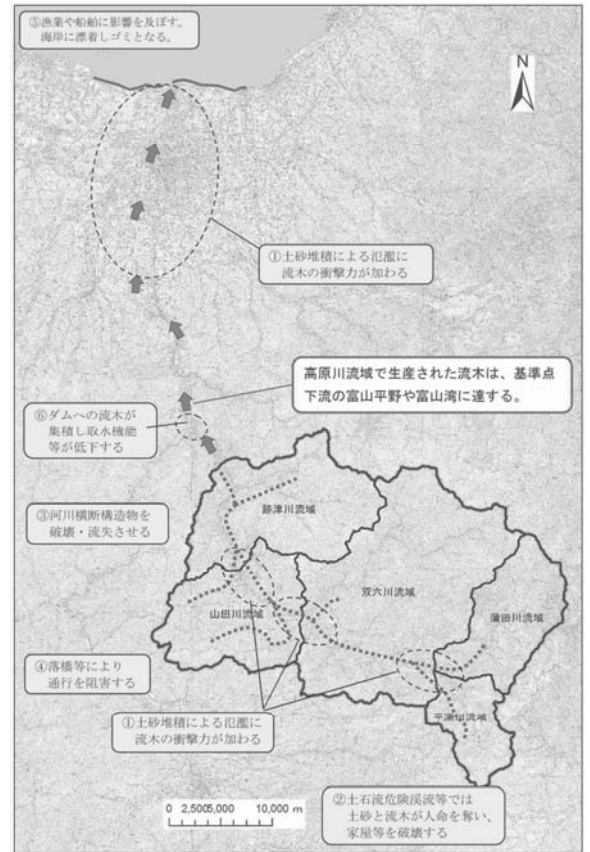 ⑤漁業や船舶に影響を及ぼす。
海岸に漂着しゴミとなる。
N
①土砂堆積による氾濫に
流木の衝撃力が加わる
高原川流域で生産された流木は、基準点
下流の富山平野や富山湾に達する。
⑥ダムへの流木が
集積し取水機能
等が低下する
③河川横断構造物を
破壊・流失させる
跡津川流域
双六川流域
山田川流域
蒲田川流域
④落橋等により
通行を阻害する
①土砂堆積による氾濫に
流木の衝撃力が加わる
平湯川流域
0 2,5005,000 10,000 m
②土石流危険渓流等では
土砂と流木が人命を奪い、
家屋等を破壊する